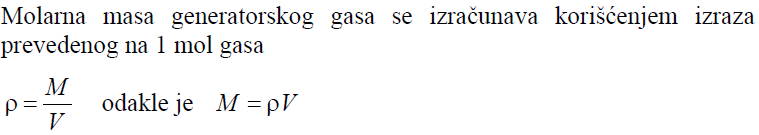 Molarna masa generatorskog gasa se izračunava korišćenjem izraza
prevedenog na 1 mol gasa
ρ = M/V odakle je M = ρV